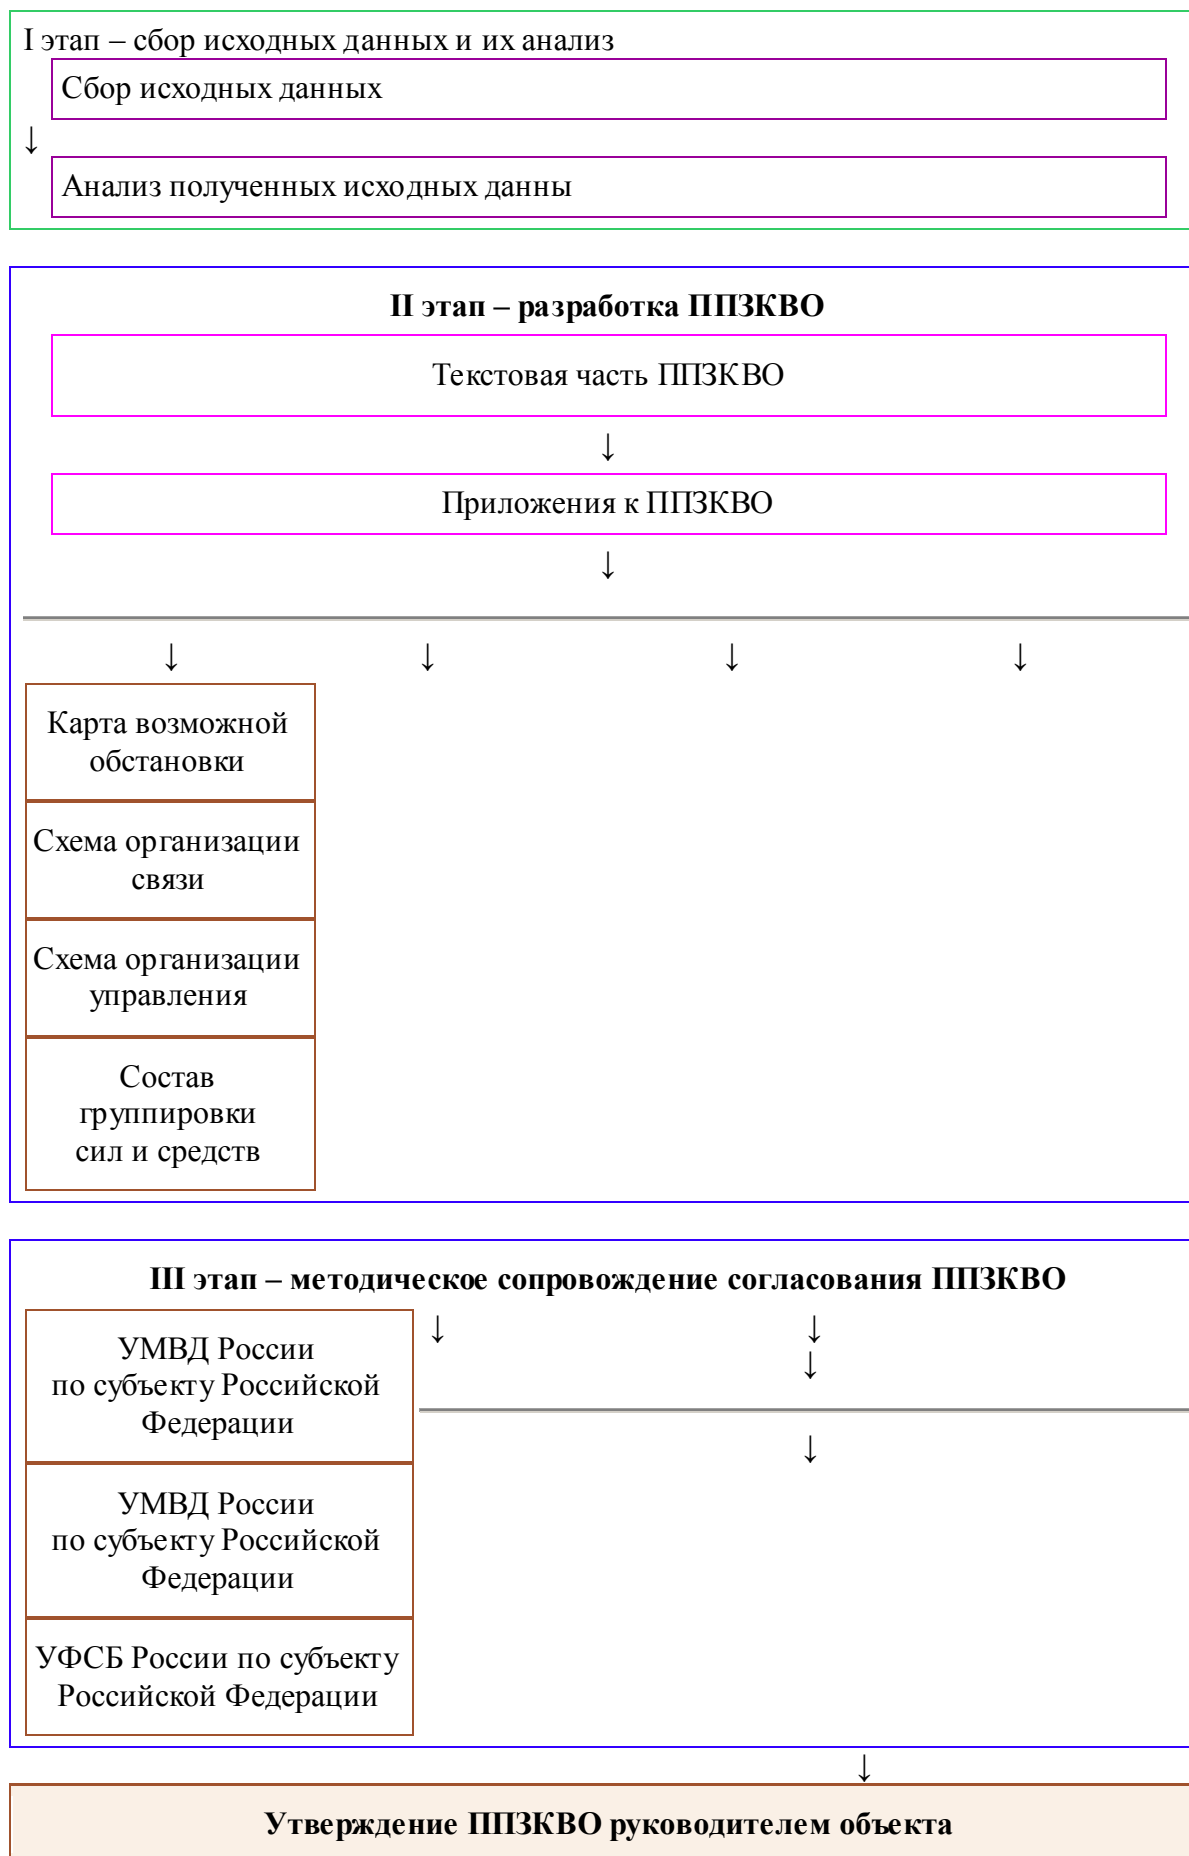 I этап – сбор исходных данных и их анализ
Сбор исходных данных
↓
Анализ полученных исходных данны
II этап – разработка ППЗКВО
Текстовая часть ППЗКВО
↓
Приложения к ППЗКВО
↓
↓ ↓ ↓ ↓
Карта возможной
обстановки
Схема организации
связи
Схема организации
управления
Состав
группировки
сил и средств
III этап – методическое сопровождение согласования ППЗКВО
↓ ↓
↓
↓
УМВД России
по субъекту Российской
Федерации
УМВД России
по субъекту Российской
Федерации
УФСБ России по субъекту
Российской Федерации
↓
Утверждение ППЗКВО руководителем объекта